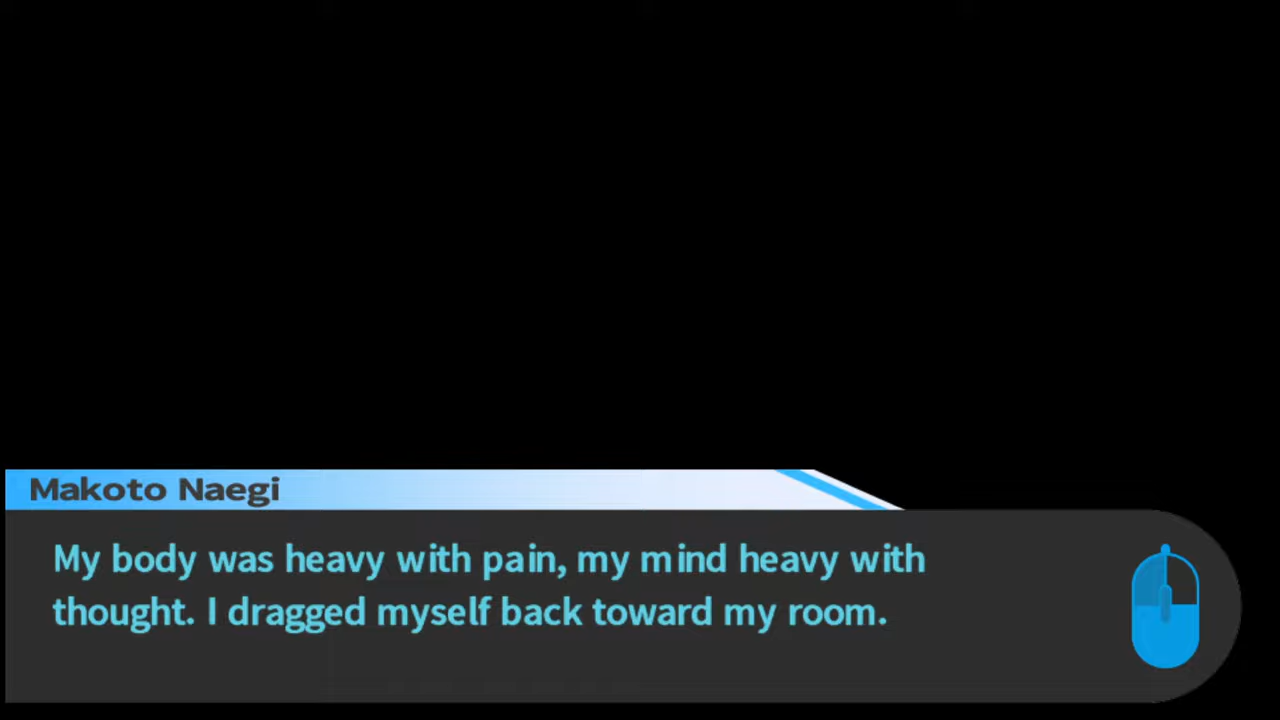 Makoto Naegi
My body was heavy with pain, my mind heavy with
thought. I dragged myself back toward my room.